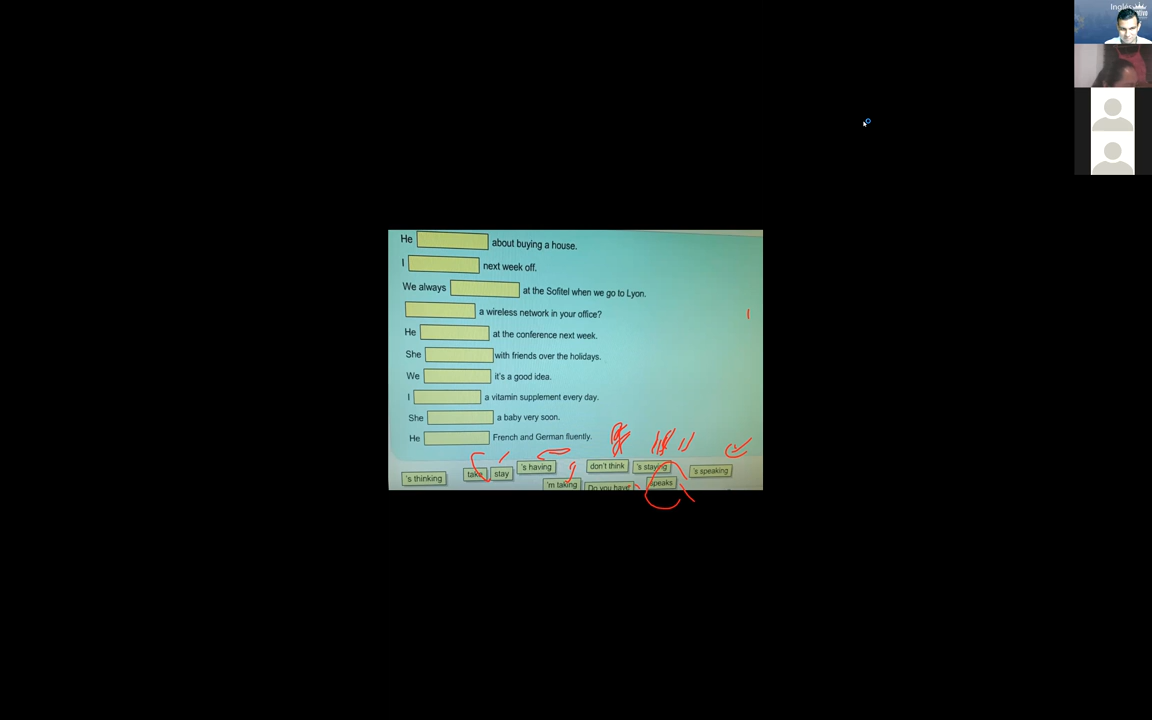 Inglés
He about buying a house.
I next week off.
We always at the Sofitel when we go to Lyon.
a wireless network in your office?
He at the conference next week.
She with friends over the holidays.
We it's a good idea.
I a vitamin supplement every day.
She a baby very soon.
He French and German fluently.
's thinking take stay 's having don't think 's staying 's speaking
'm taking Do you have speaks